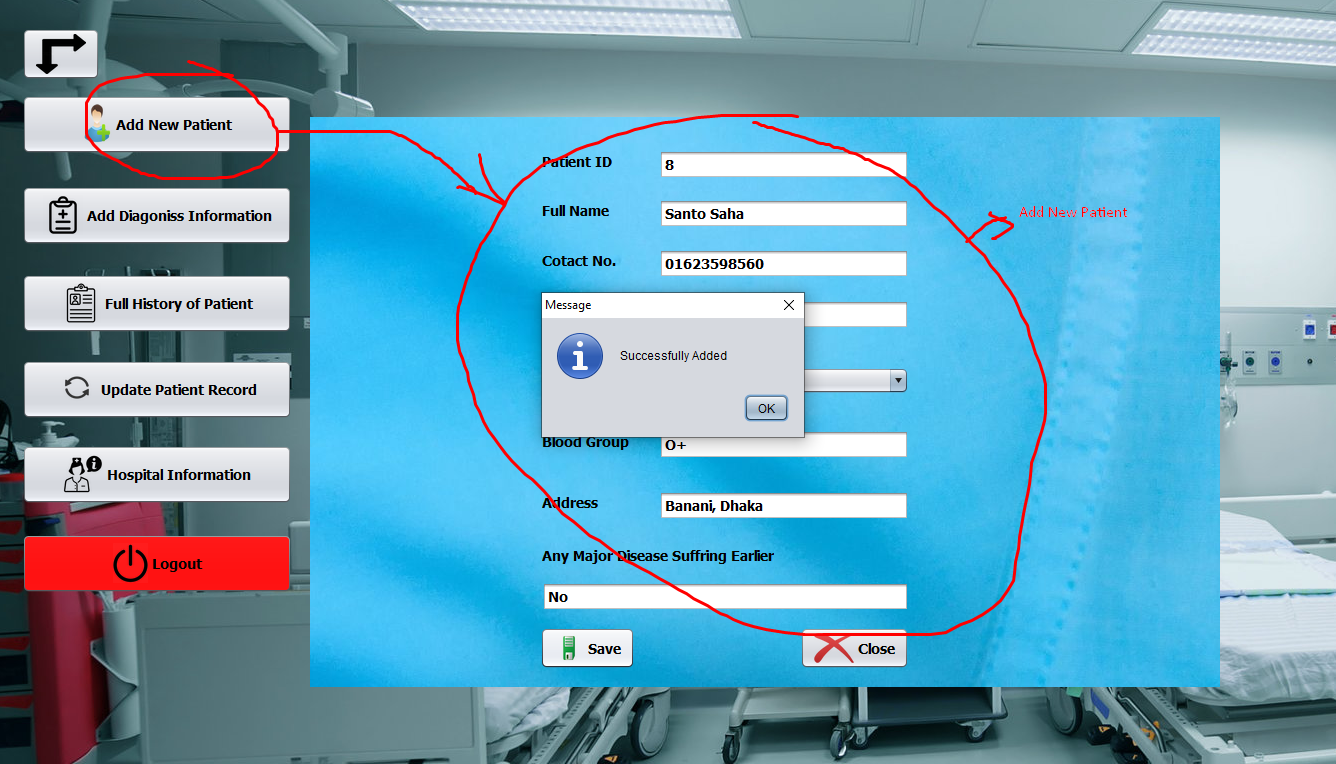 Add New Patient
Add Diagoniss Information
Full History of Patient
Update Patient Record
Hospital Information
Logout
Patient ID 8
Full Name Santo Saha
Cotact No. 01623598560
Message
Successfully Added
OK
Blood Group O+
Address Banani, Dhaka
Any Major Disease Suffring Earlier
No
Save Close
Add New Patient